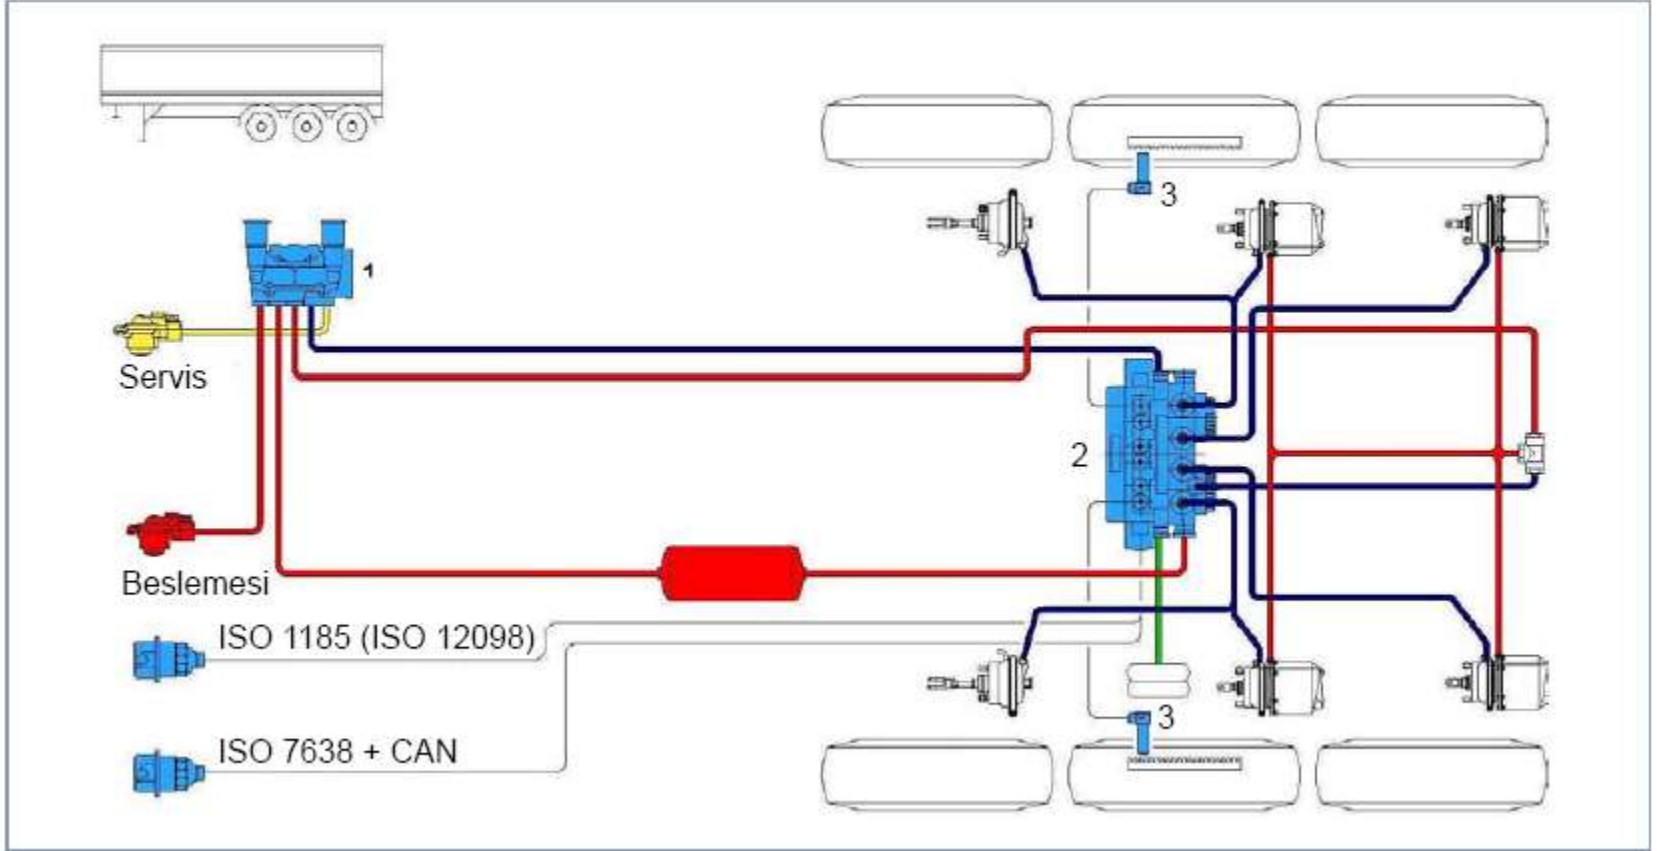 3
1
Servis
2
Beslemesi
ISO 1185 (ISO 12098)
3
ISO 7638 + CAN